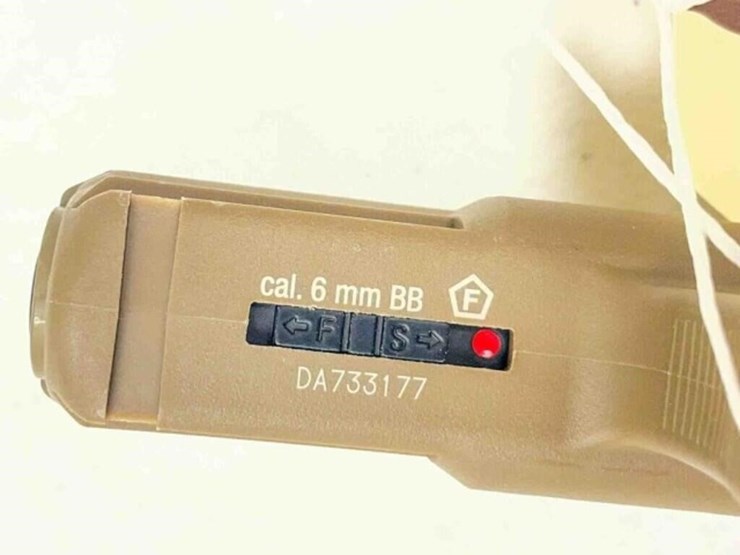 cal. 6 mm BB F
←F S→
DA733177